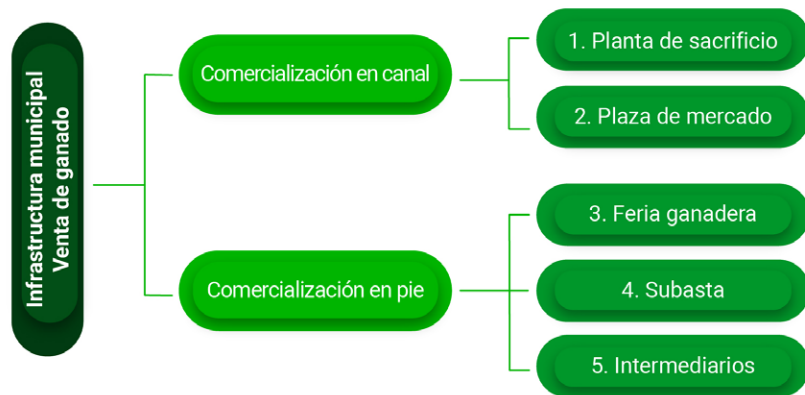 Infrastructura municipal
Venta de ganado
Comercialización en canal
1. Planta de sacrificio
2. Plaza de mercado
Comercialización en pie
3. Feria ganadera
4. Subasta
5. Intermediarios